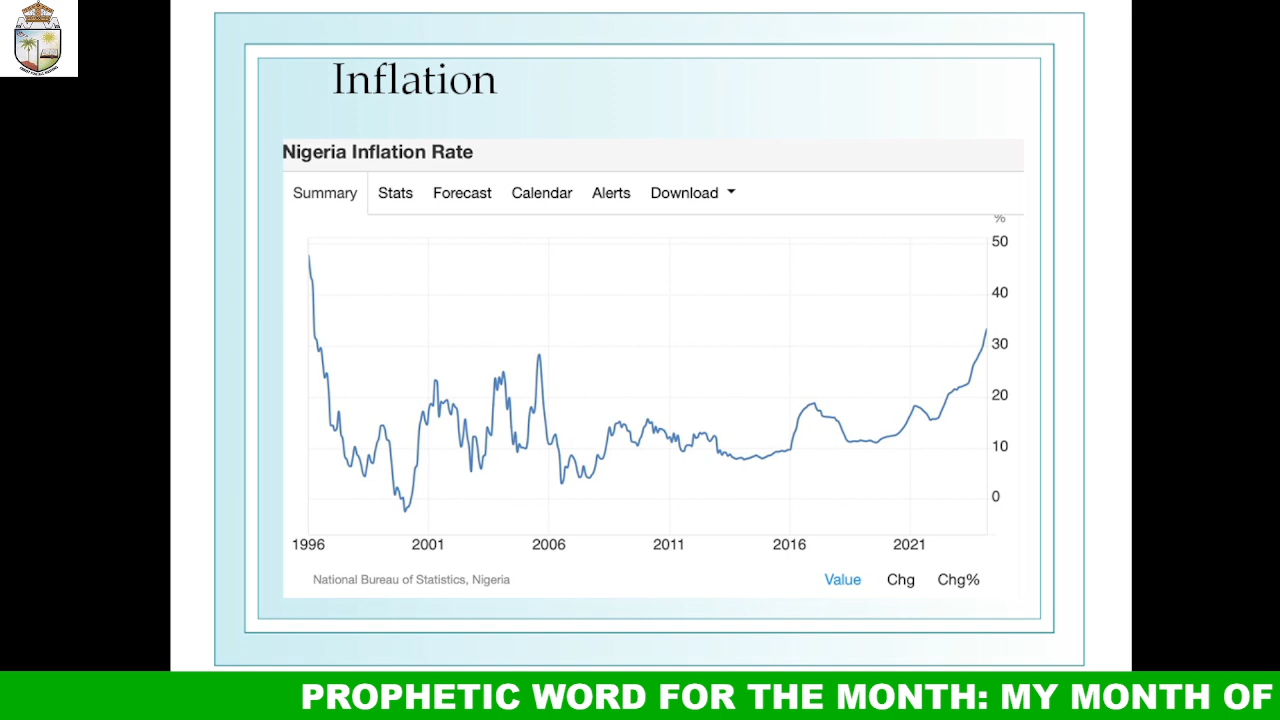 Inflation
Nigeria Inflation Rate
Summary Stats Forecast Calendar Alerts Download
%
50
40
30
20
10
0
1996 2001 2006 2011 2016 2021
National Bureau of Statistics, Nigeria
Value Chg Chg%
PROPHETIC WORD FOR THE MONTH: MY MONTH OF